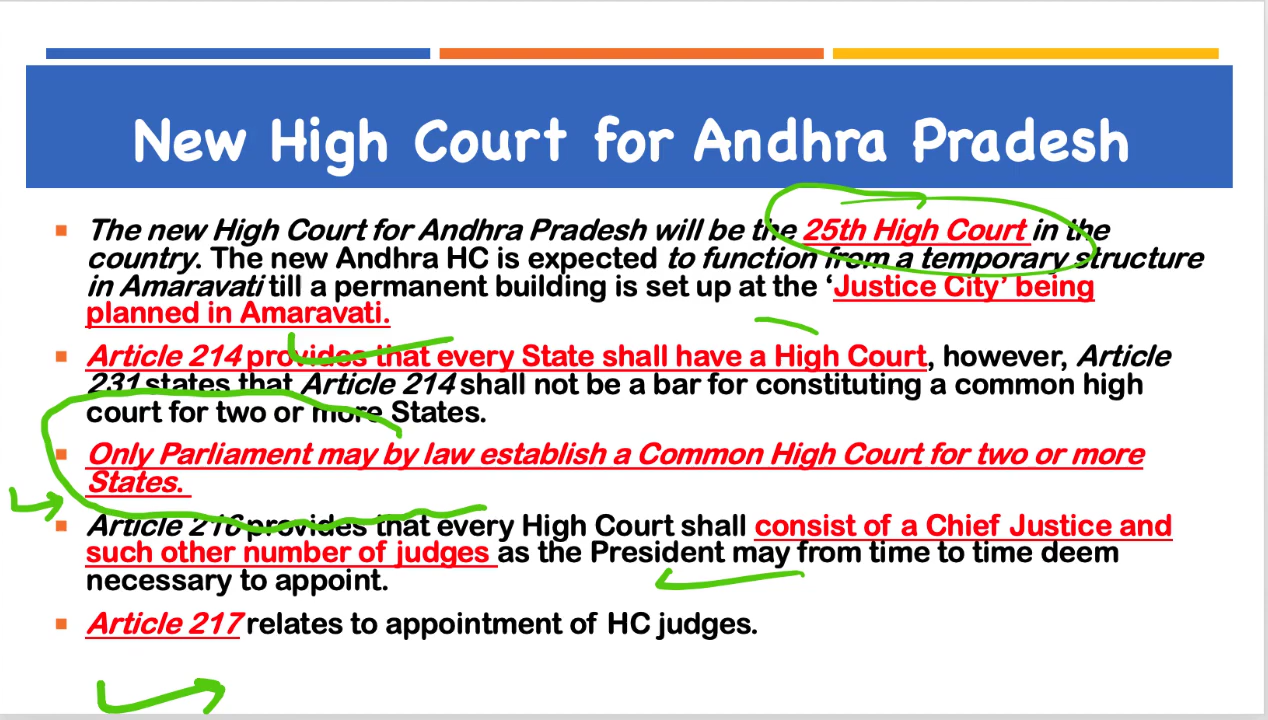 New High Court for Andhra Pradesh
The new High Court for Andhra Pradesh will be the 25th High Court in the
country. The new Andhra HC is expected to function from a temporary structure
in Amaravati till a permanent building is set up at the ‘Justice City’ being
planned in Amaravati.
Article 214 provides that every State shall have a High Court, however, Article
231 states that Article 214 shall not be a bar for constituting a common high
court for two or more States.
Only Parliament may by law establish a Common High Court for two or more
States.
Article 216 provides that every High Court shall consist of a Chief Justice and
such other number of judges as the President may from time to time deem
necessary to appoint.
Article 217 relates to appointment of HC judges.